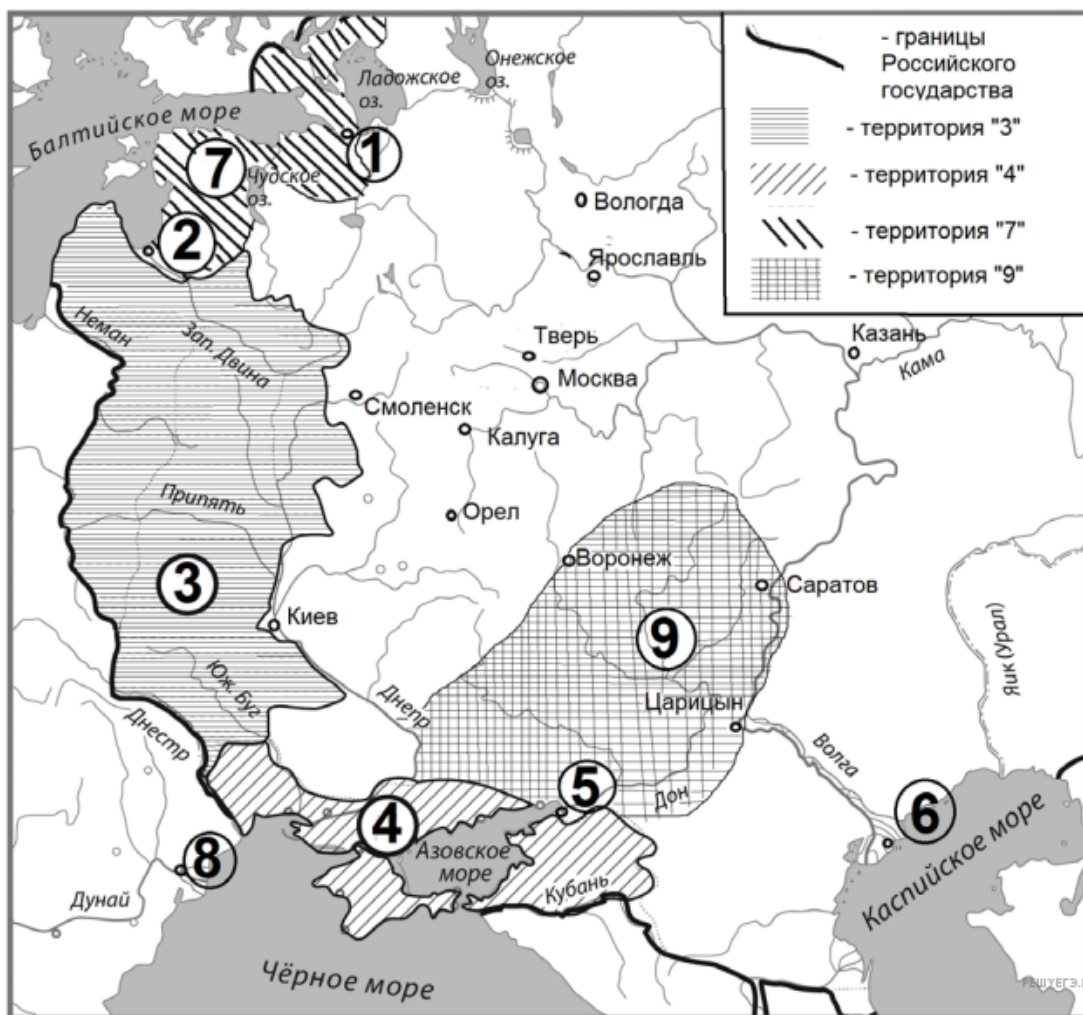 - границы
Российского
государства
- территория "3"
- территория "4"
- территория "7"
- территория "9"
Онежское
оз.
Ладожское
оз.
Балтийское море
1
7
Чудское
оз.
2
Вологда
Ярославль
Неман
Зап. Двина
Тверь
Казань
Кама
Москва
Смоленск
Калуга
Припять
Орел
Воронеж
3
Саратов
Киев
9
Яик (Урал)
Юж. Буг
Днепр
Царицын
Днестр
Волга
5
Дон
6
4
Азовское
море
8
Каспийское море
Дунай
Кубань
Чёрное море